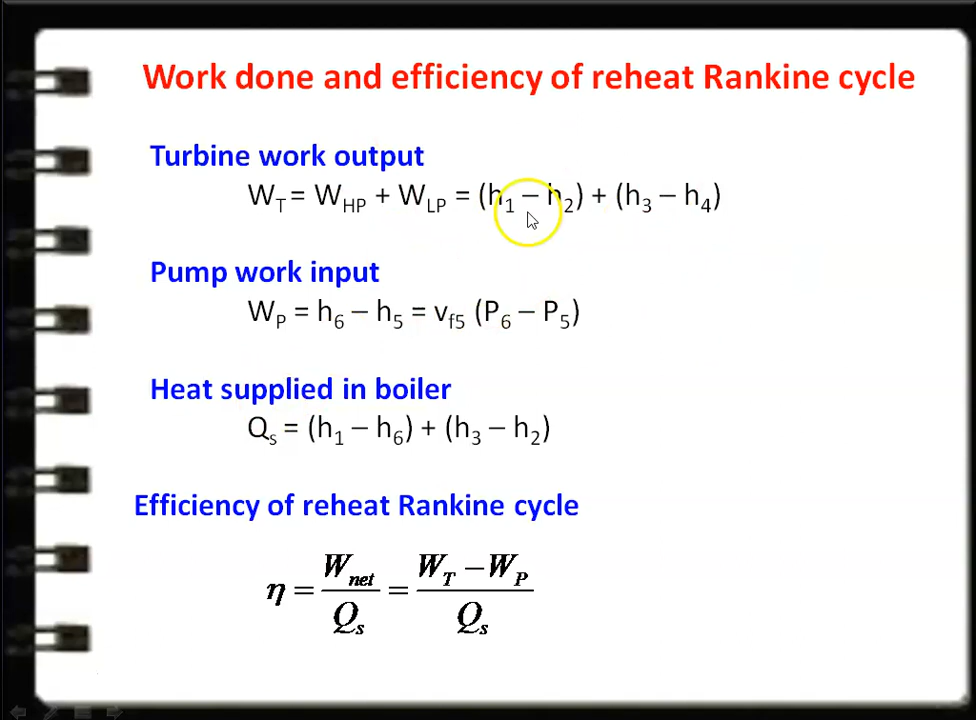 Work done and efficiency of reheat Rankine cycle
Turbine work output
W_T = W_HP + W_LP = (h_1 – h_2) + (h_3 – h_4)
Pump work input
W_P = h_6 – h_5 = v_f5 (P_6 – P_5)
Heat supplied in boiler
Q_s = (h_1 – h_6) + (h_3 – h_2)
Efficiency of reheat Rankine cycle
η = W_net / Q_s = (W_T – W_P) / Q_s